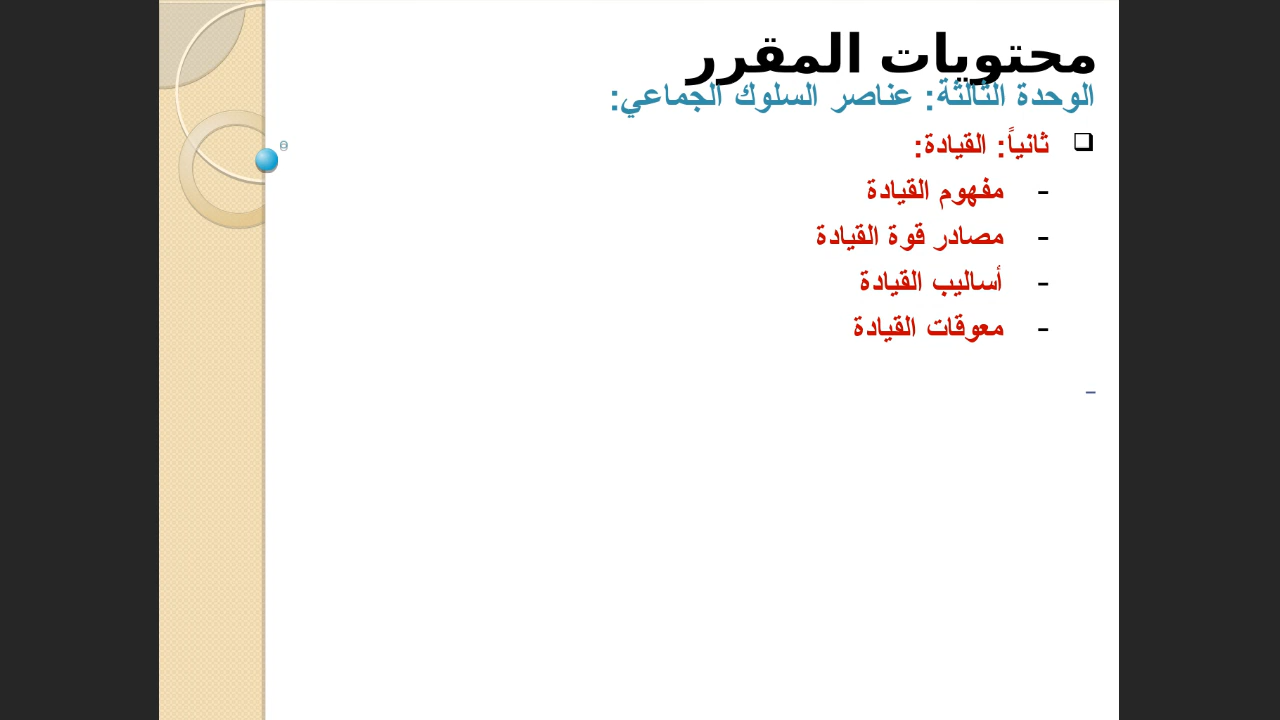 محتويات المقرر
الوحدة الثالثة: عناصر السلوك الجماعي:
❑ ثانياً: القيادة:
- مفهوم القيادة
- مصادر قوة القيادة
- أساليب القيادة
- معوقات القيادة
-